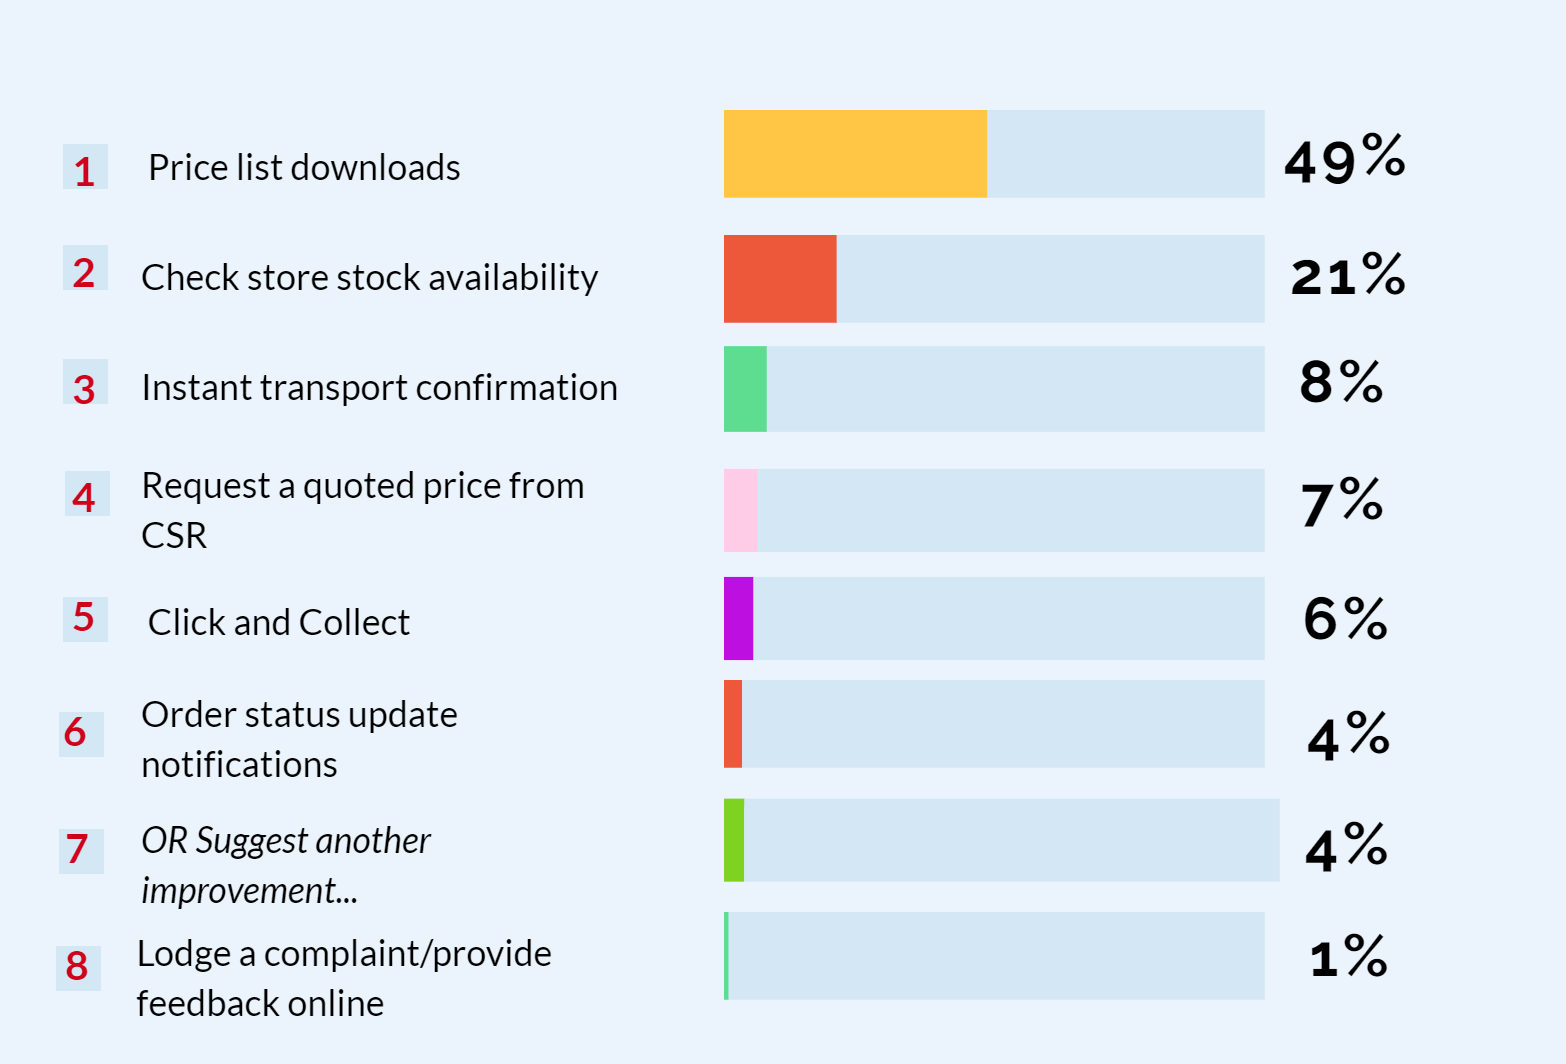 1 Price list downloads 49%
2 Check store stock availability 21%
3 Instant transport confirmation 8%
4 Request a quoted price from 7%
CSR
5 Click and Collect 6%
6 Order status update 4%
notifications
7 OR Suggest another 4%
improvement...
8 Lodge a complaint/provide 1%
feedback online